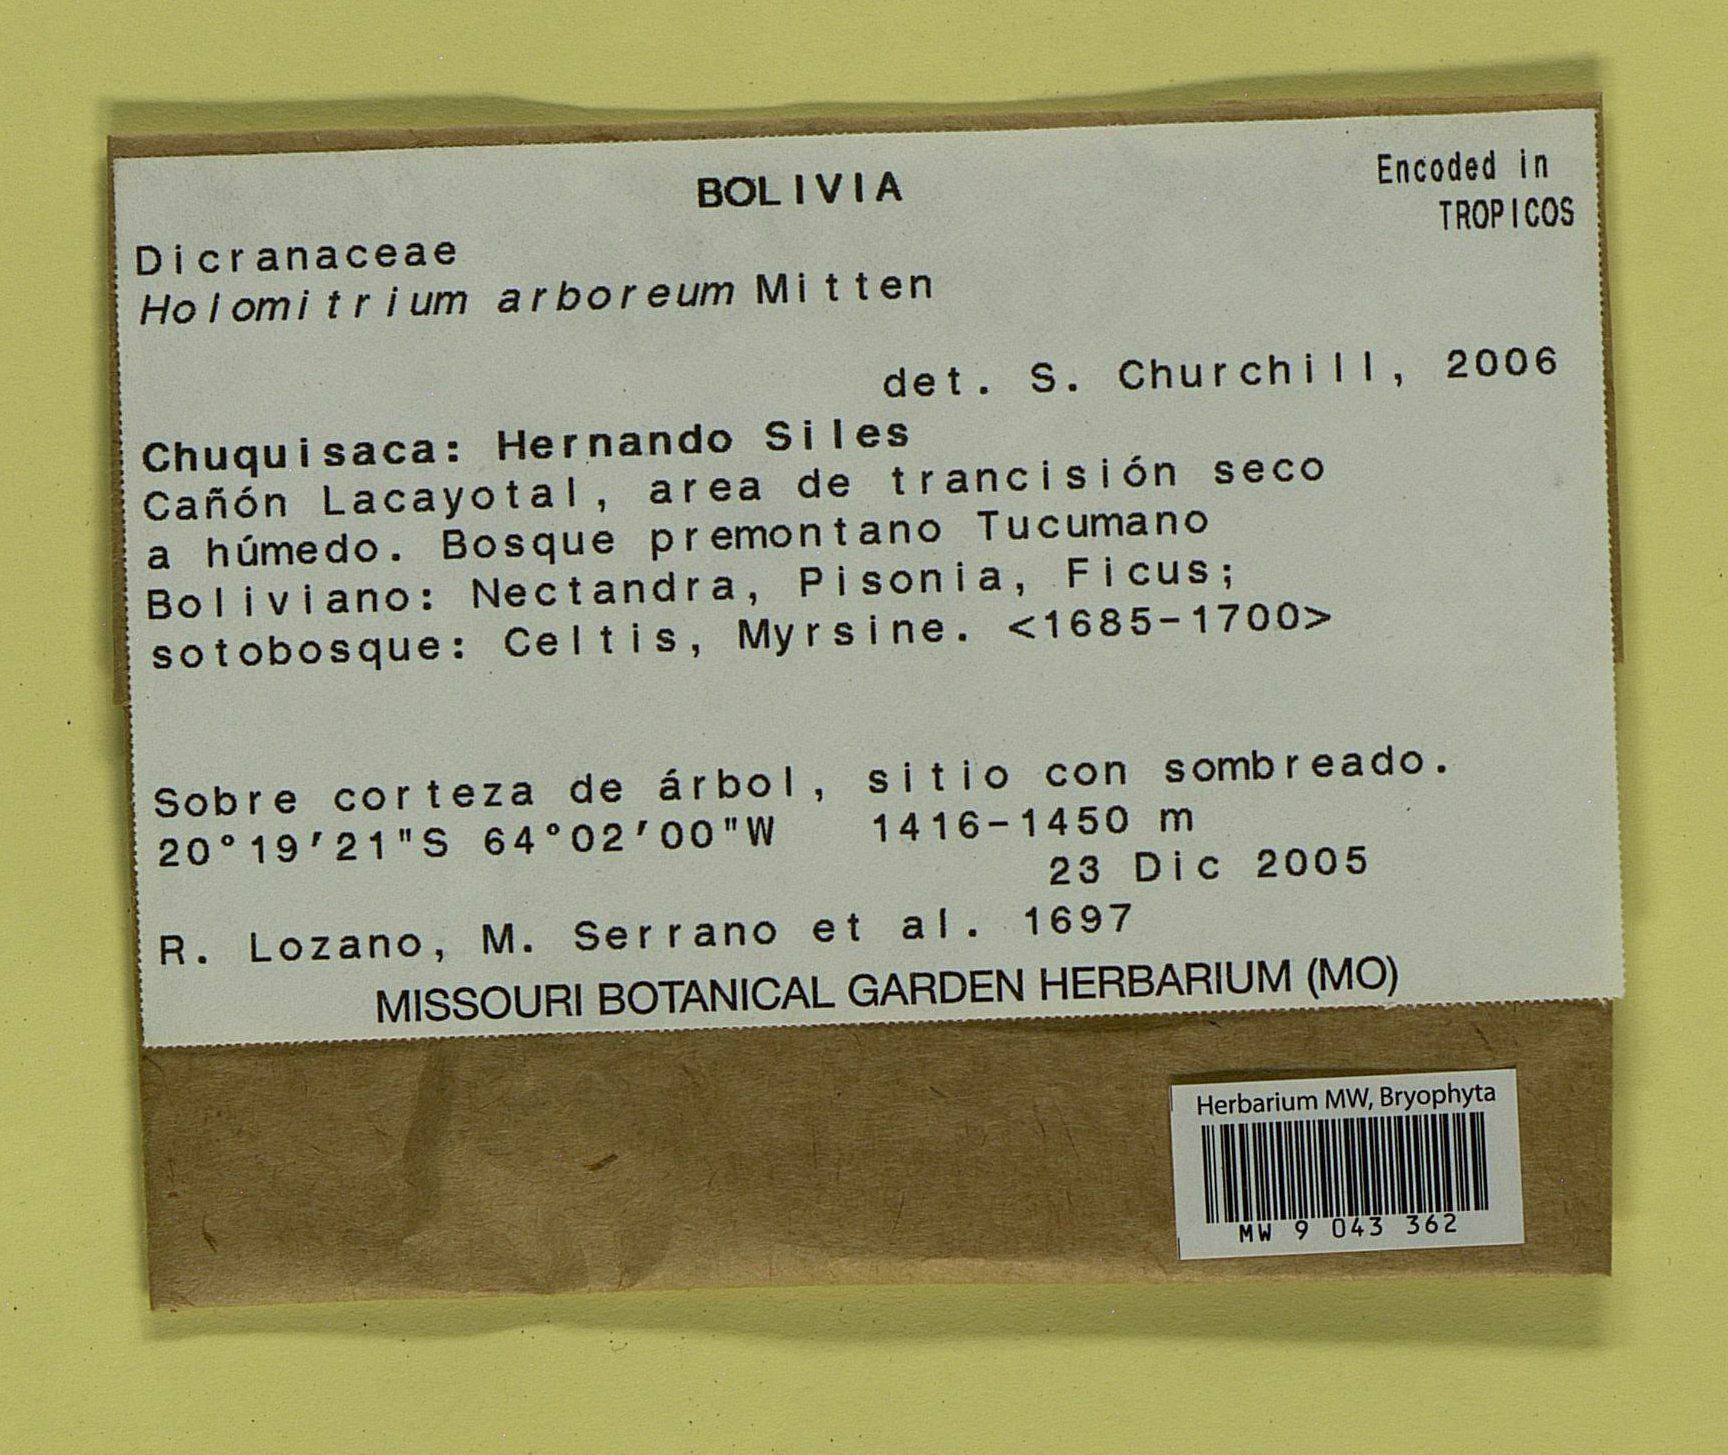 BOLIVIA
Encoded in
TROPICOS
Dicranaceae
Holomitrium arboreum Mitten
det. S. Churchill, 2006
Chuquisaca: Hernando Siles
Cañón Lacayotal, area de trancisión seco
a húmedo. Bosque premontano Tucumano
Boliviano: Nectandra, Pisonia, Ficus;
sotobosque: Celtis, Myrsine. <1685-1700>
Sobre corteza de árbol, sitio con sombreado.
20°19'21"S 64°02'00"W 1416-1450 m
23 Dic 2005
R. Lozano, M. Serrano et al. 1697
MISSOURI BOTANICAL GARDEN HERBARIUM (MO)
Herbarium MW, Bryophyta
MW 9 043 362